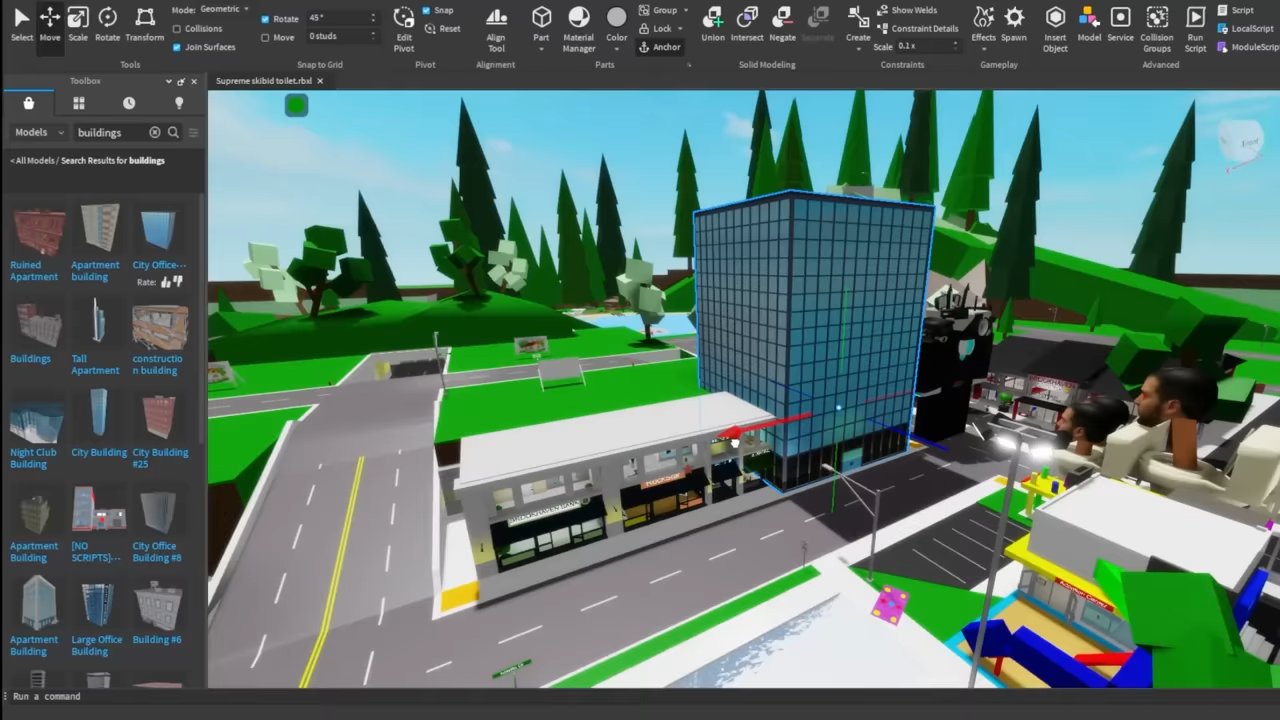 Mode: Geometric
Collisions
Join Surfaces
Select Move Scale Rotate Transform
Tools
Rotate 45°
Move 0 studs
Snap to Grid
Edit Pivot
Snap
Reset
Pivot
Align Tool
Alignment
Part
Material Manager
Color
Group
Lock
Anchor
Parts
Union Intersect Negate Separate
Solid Modeling
Create
Show Welds
Constraint Details
Scale 0.1 x
Constraints
Effects Spawn
Gameplay
Insert Object
Model
Service
Collision Groups
Run Script
Script
LocalScript
ModuleScrip
Advanced
Toolbox
Supreme skibid toilet.rbxl
Models
buildings
< All Models / Search Results for buildings
Ruined Apartment
Apartment building
City Office...
Rate:
Buildings
Tall Apartment
constructio n building
Night Club Building
City Building
City Building #25
Apartment Building
[NO SCRIPTS]...
City Office Building #8
Apartment Building
Large Office Building
Building #6
BROOKHAVEN BANK
Run a command